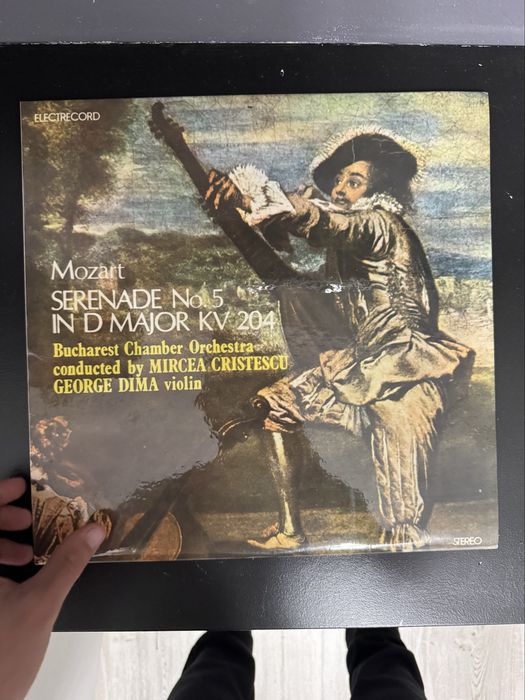 ELECTRECORD
Mozart
SERENADE No. 5
IN D MAJOR KV 204
Bucharest Chamber Orchestra
conducted by MIRCEA CRISTESCU
GEORGE DIMA violin
STEREO